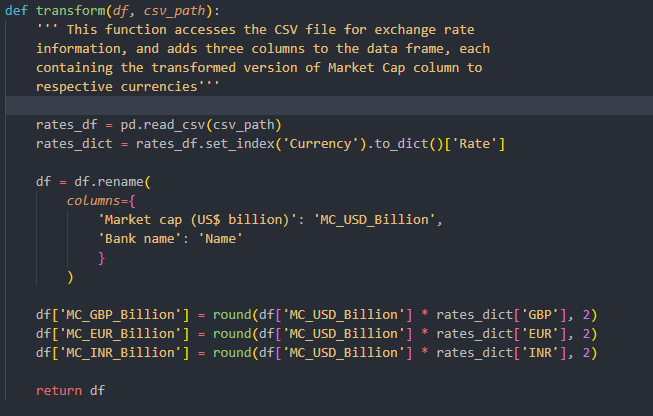 def transform(df, csv_path):
    ''' This function accesses the CSV file for exchange rate
    information, and adds three columns to the data frame, each
    containing the transformed version of Market Cap column to
    respective currencies'''

    rates_df = pd.read_csv(csv_path)
    rates_dict = rates_df.set_index('Currency').to_dict()['Rate']

    df = df.rename(
        columns={
            'Market cap (US$ billion)': 'MC_USD_Billion',
            'Bank name': 'Name'
            }
        )

    df['MC_GBP_Billion'] = round(df['MC_USD_Billion'] * rates_dict['GBP'], 2)
    df['MC_EUR_Billion'] = round(df['MC_USD_Billion'] * rates_dict['EUR'], 2)
    df['MC_INR_Billion'] = round(df['MC_USD_Billion'] * rates_dict['INR'], 2)

    return df